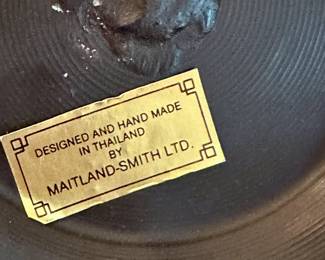 DESIGNED AND HAND MADE
IN THAILAND
BY
MAITLAND-SMITH LTD.